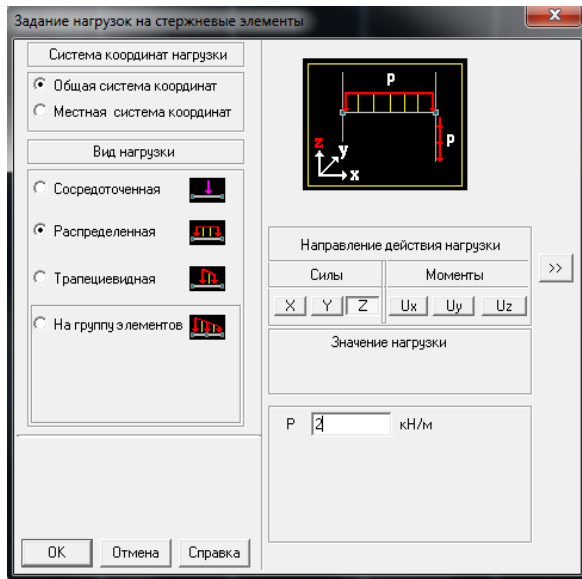 Задание нагрузок на стержневые элементы
Система координат нагрузки
Общая система координат
Местная система координат
Вид нагрузки
Сосредоточенная
Распределенная
Трапециевидная
На группу элементов
OK
Отмена
Справка
p
p
z
y
x
Направление действия нагрузки
Силы
Моменты
X
Y
Z
Ux
Uy
Uz
>>
Значение нагрузки
P 2 кН/м